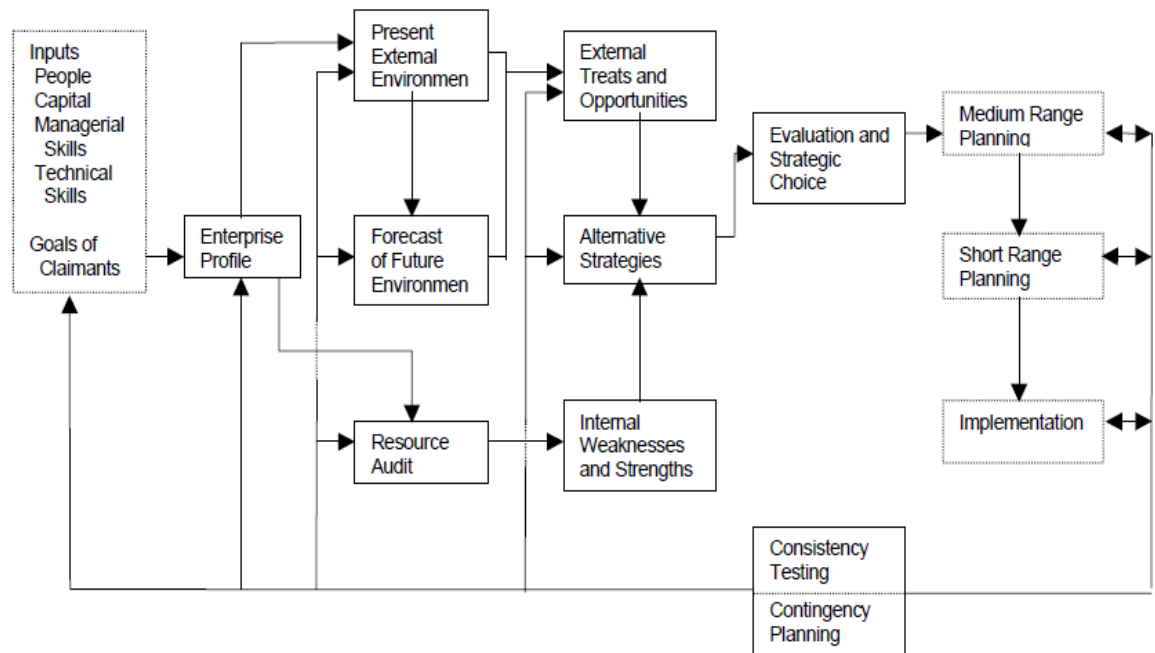 Inputs
People
Capital
Managerial
Skills
Technical
Skills
Goals of
Claimants
Enterprise
Profile
Present
External
Environmen
Forecast
of Future
Environmen
Resource
Audit
External
Treats and
Opportunities
Alternative
Strategies
Internal
Weaknesses
and Strengths
Evaluation and
Strategic
Choice
Medium Range
Planning
Short Range
Planning
Implementation
Consistency
Testing
Contingency
Planning